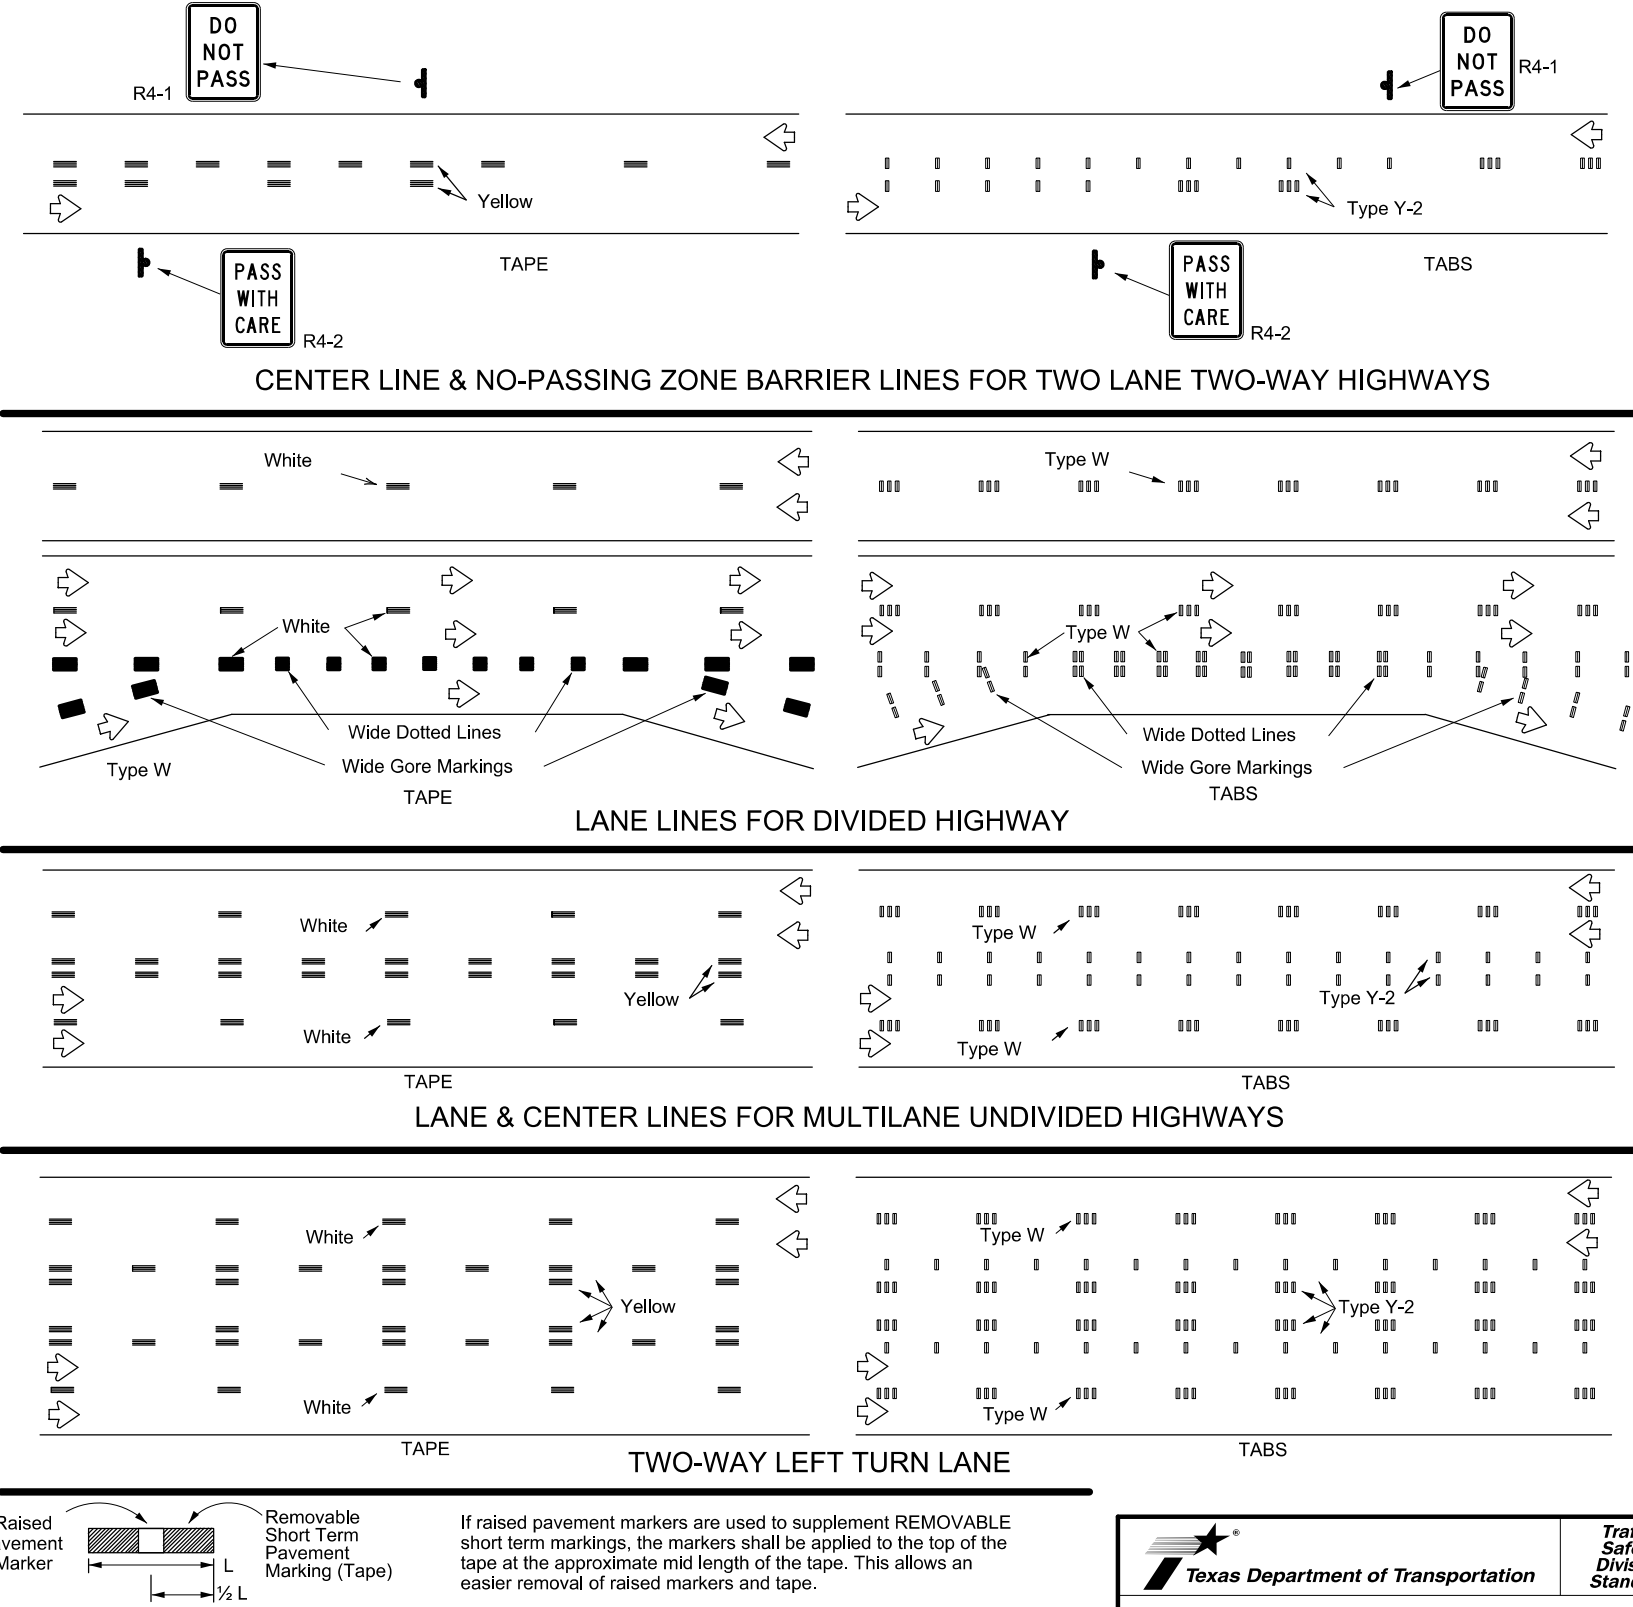 DO
NOT
PASS
R4-1
DO
NOT
PASS
R4-1
Yellow
Type Y-2
PASS
WITH
CARE
R4-2
TAPE
PASS
WITH
CARE
R4-2
TABS
CENTER LINE & NO-PASSING ZONE BARRIER LINES FOR TWO LANE TWO-WAY HIGHWAYS
White
Type W
White
Type W
Wide Dotted Lines
Wide Gore Markings
Type W
TAPE
Wide Dotted Lines
Wide Gore Markings
TABS
LANE LINES FOR DIVIDED HIGHWAY
White
Yellow
White
TAPE
Type W
Type Y-2
Type W
TABS
LANE & CENTER LINES FOR MULTILANE UNDIVIDED HIGHWAYS
White
Yellow
White
TAPE
Type W
Type Y-2
Type W
TABS
TWO-WAY LEFT TURN LANE
Raised
avement
Marker
Removable
Short Term
Pavement
Marking (Tape)
L
½ L
If raised pavement markers are used to supplement REMOVABLE
short term markings, the markers shall be applied to the top of the
tape at the approximate mid length of the tape. This allows an
easier removal of raised markers and tape.
®
Texas Department of Transportation
Traf
Safe
Divis
Stand